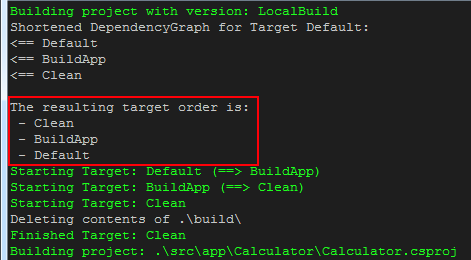 Building project with version: LocalBuild
Shortened DependencyGraph for Target Default:
<== Default
<== BuildApp
<== Clean
The resulting target order is:
- Clean
- BuildApp
- Default
Starting Target: Default (==> BuildApp)
Starting Target: BuildApp (==> Clean)
Starting Target: Clean
Deleting contents of .\build\
Finished Target: Clean
Building project: .\src\app\Calculator\Calculator.csproj